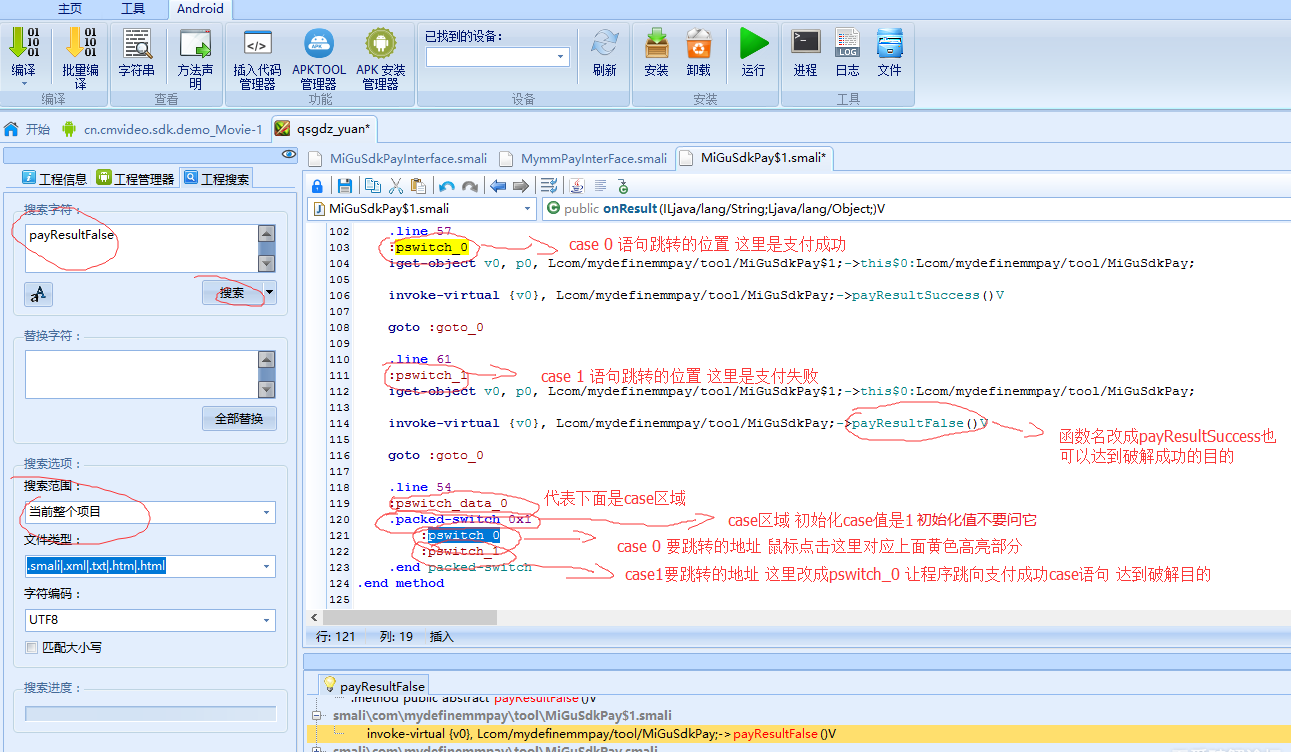 主页 工具 Android
编译 批量编译 字符串 方法声明 插入代码管理器 APKTOOL管理器 APK 安装管理器 已找到的设备: 刷新 安装 卸载 运行 进程 日志 文件
编译 查看 功能 设备 安装 工具
开始 cn.cmvideo.sdk.demo_Movie-1 qsgdz_yuan*
工程信息 工程管理器 工程搜索
搜索字符:
payResultFalse
搜索
替换字符:
全部替换
搜索选项:
搜索范围:
当前整个项目
文件类型:
.smali|.xml|.txt|.htm|.html
字符编码:
UTF8
匹配大小写
搜索进度:
MiGuSdkPayInterface.smali MymmPayInterFace.smali MiGuSdkPay$1.smali*
MiGuSdkPay$1.smali public onResult(ILjava/lang/String;Ljava/lang/Object;)V
102 .line 57
103 :pswitch_0 case 0 语句跳转的位置 这里是支付成功
104 iget-object v0, p0, Lcom/mydefinemmpay/tool/MiGuSdkPay$1;->this$0:Lcom/mydefinemmpay/tool/MiGuSdkPay;
105
106 invoke-virtual {v0}, Lcom/mydefinemmpay/tool/MiGuSdkPay;->payResultSuccess()V
107
108 goto :goto_0
109
110 .line 61
111 :pswitch_1 case 1 语句跳转的位置 这里是支付失败
112 iget-object v0, p0, Lcom/mydefinemmpay/tool/MiGuSdkPay$1;->this$0:Lcom/mydefinemmpay/tool/MiGuSdkPay;
113
114 invoke-virtual {v0}, Lcom/mydefinemmpay/tool/MiGuSdkPay;->payResultFalse()V
函数名改成payResultSuccess也
可以达到破解成功的目的
115
116 goto :goto_0
117
118 .line 54
119 :pswitch_data_0 代表下面是case区域
120 .packed-switch 0x1 case区域 初始化case值是1 初始化值不要问它
121 :pswitch_0 case 0 要跳转的地址 鼠标点击这里对应上面黄色高亮部分
122 :pswitch_1
123 .end packed-switch case1要跳转的地址 这里改成pswitch_0 让程序跳向支付成功case语句 达到破解目的
124 .end method
125
行: 121 列: 19 插入
payResultFalse
.method public abstract payResultFalse()V
smali\com\mydefinemmpay\tool\MiGuSdkPay$1.smali
invoke-virtual {v0}, Lcom/mydefinemmpay/tool/MiGuSdkPay;->payResultFalse()V
smali\com\mydefinemmpay\tool\MiGuSdkPay.smali